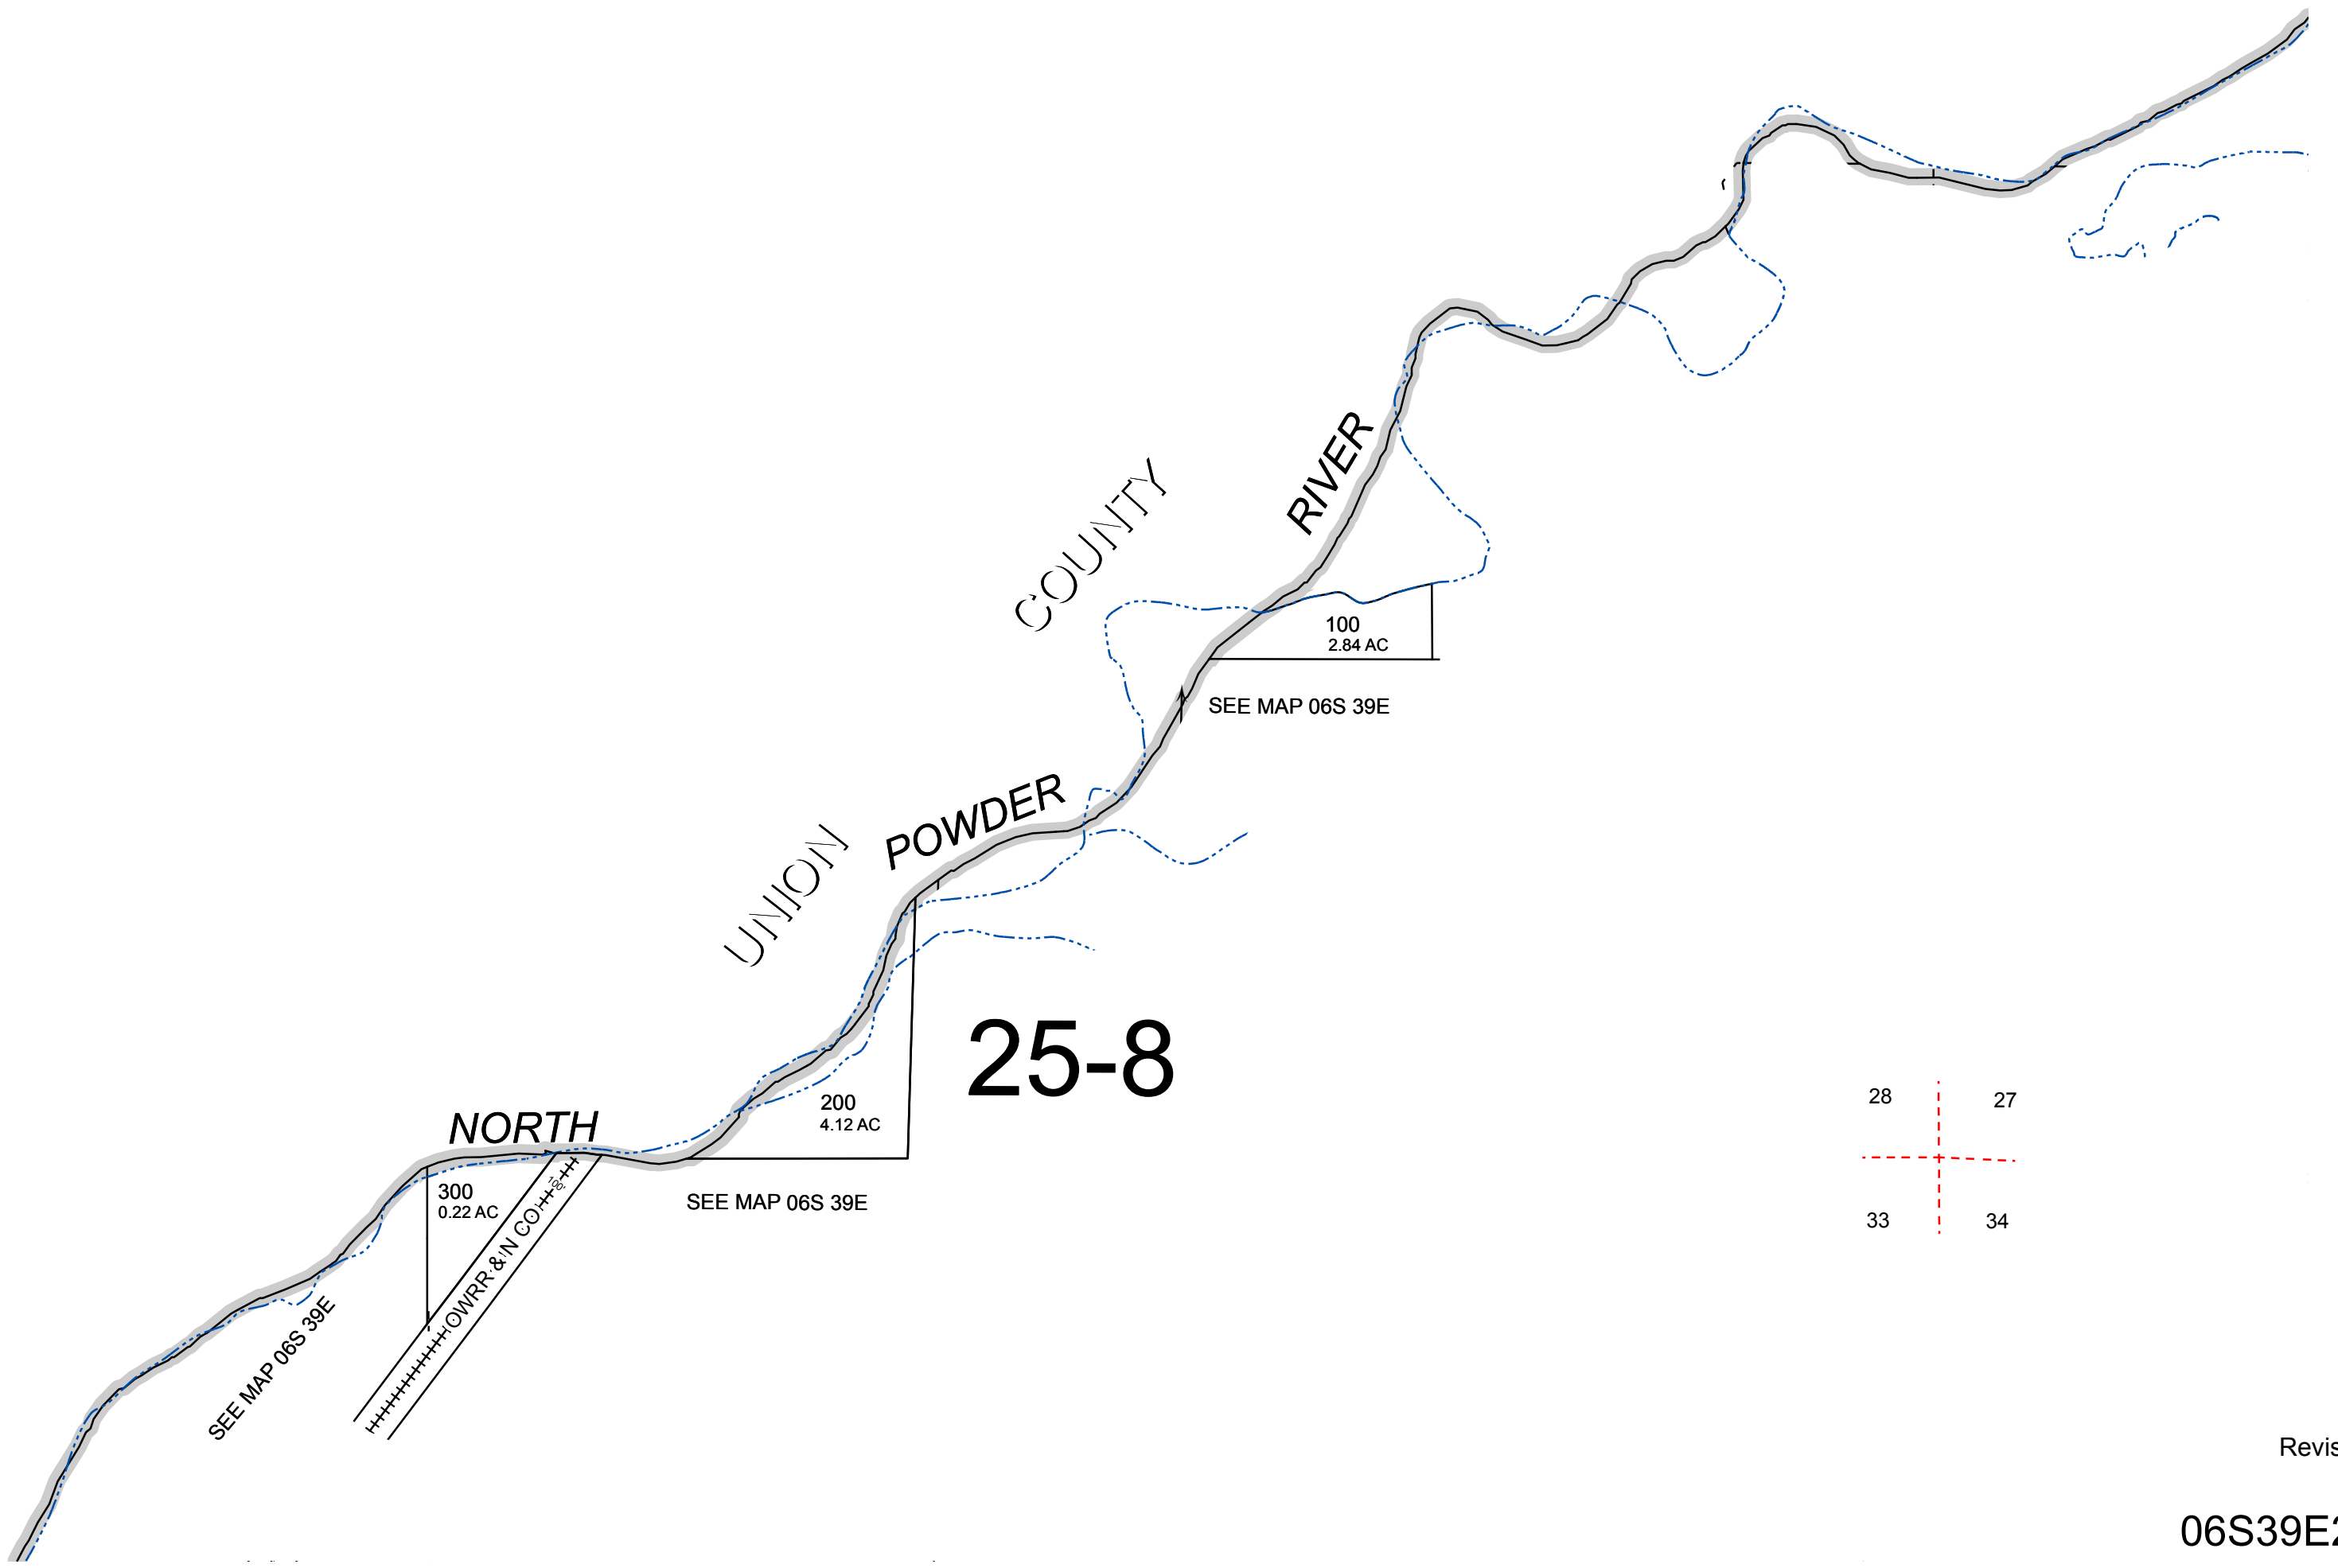 COUNTY
RIVER
100
2.84 AC
SEE MAP 06S 39E
UNION
POWDER
25-8
200
4.12 AC
NORTH
SEE MAP 06S 39E
300
0.22 AC
100'
OWRR & N CO
SEE MAP 06S 39E
28 27
33 34